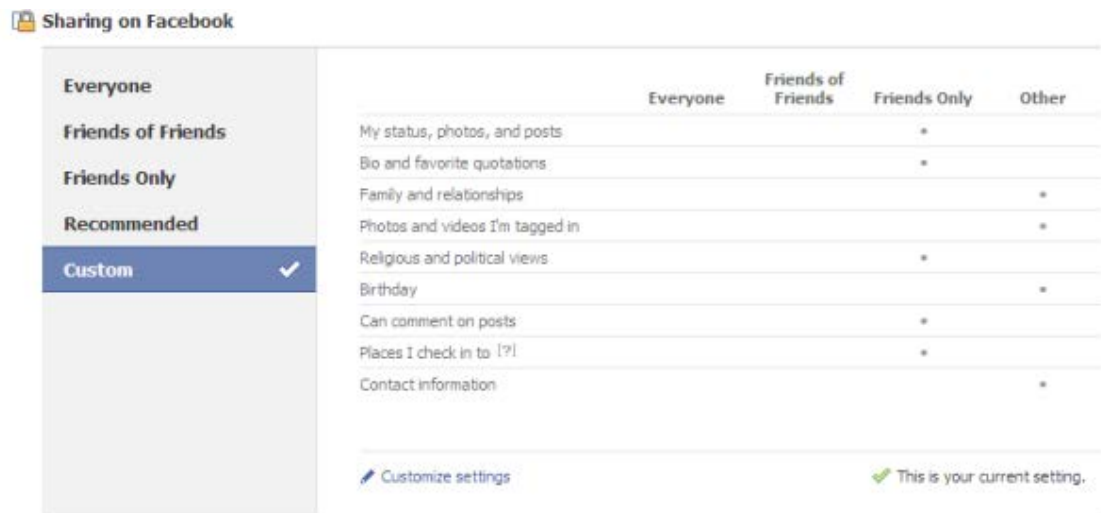 Sharing on Facebook
Everyone
Friends of Friends
Friends Only
Recommended
Custom
Everyone Friends of Friends Friends Only Other
My status, photos, and posts
Bio and favorite quotations
Family and relationships
Photos and videos I'm tagged in
Religious and political views
Birthday
Can comment on posts
Places I check in to [?]
Contact information
Customize settings
This is your current setting.